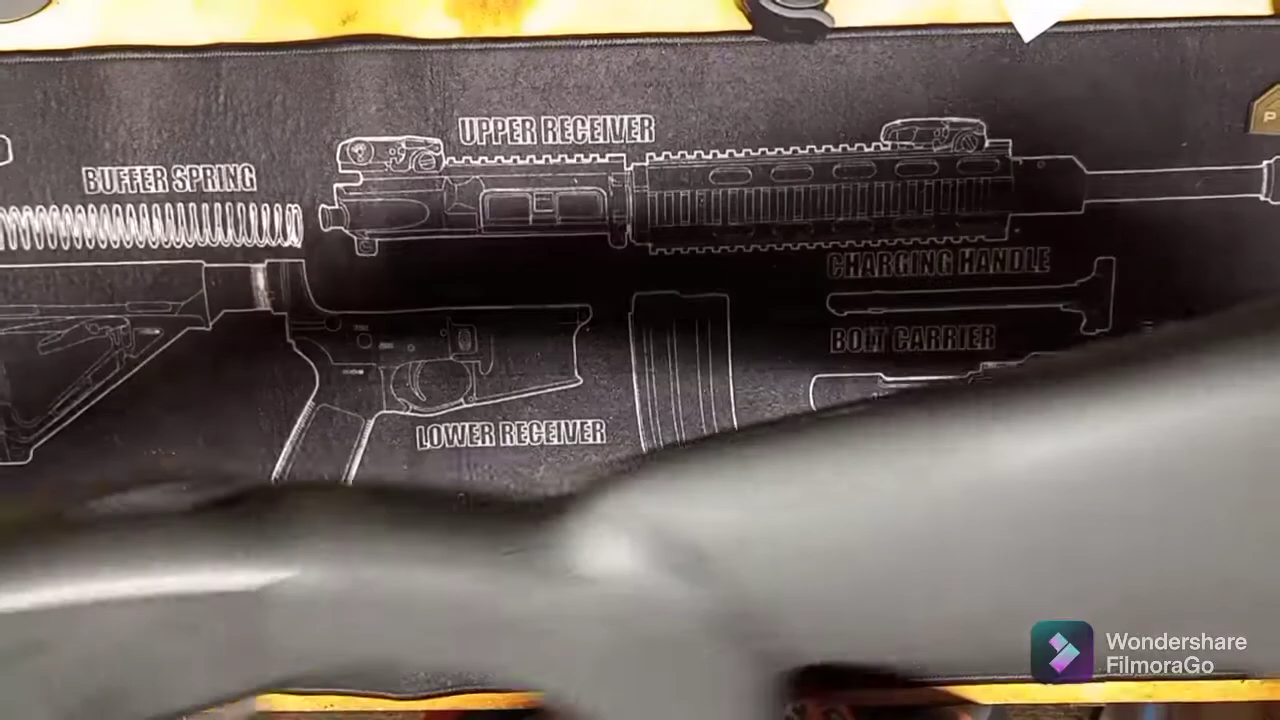 UPPER RECEIVER
BUFFER SPRING
P
CHARGING HANDLE
BOLT CARRIER
LOWER RECEIVER
Wondershare
FilmoraGo